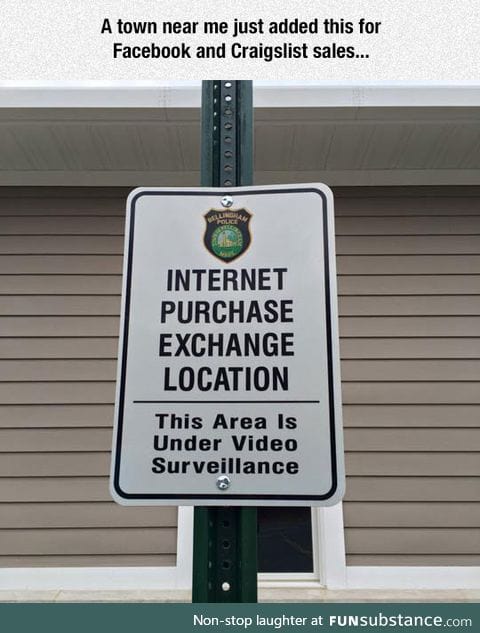 A town near me just added this for
Facebook and Craigslist sales...
BELLINGHAM
POLICE
INTERNET
PURCHASE
EXCHANGE
LOCATION
This Area Is
Under Video
Surveillance
Non-stop laughter at FUNsubstance.com